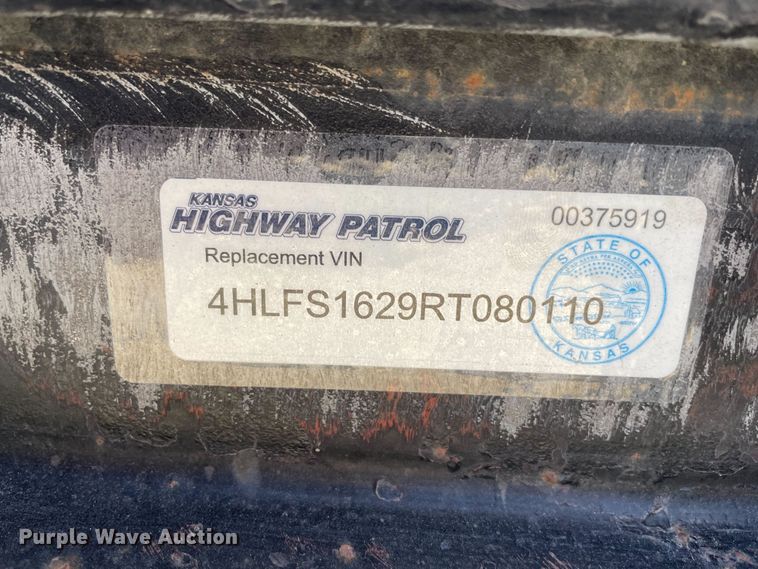 KANSAS
HIGHWAY PATROL
00375919
Replacement VIN
4HLFS1629RT080110
STATE OF
KANSAS
Purple Wave Auction